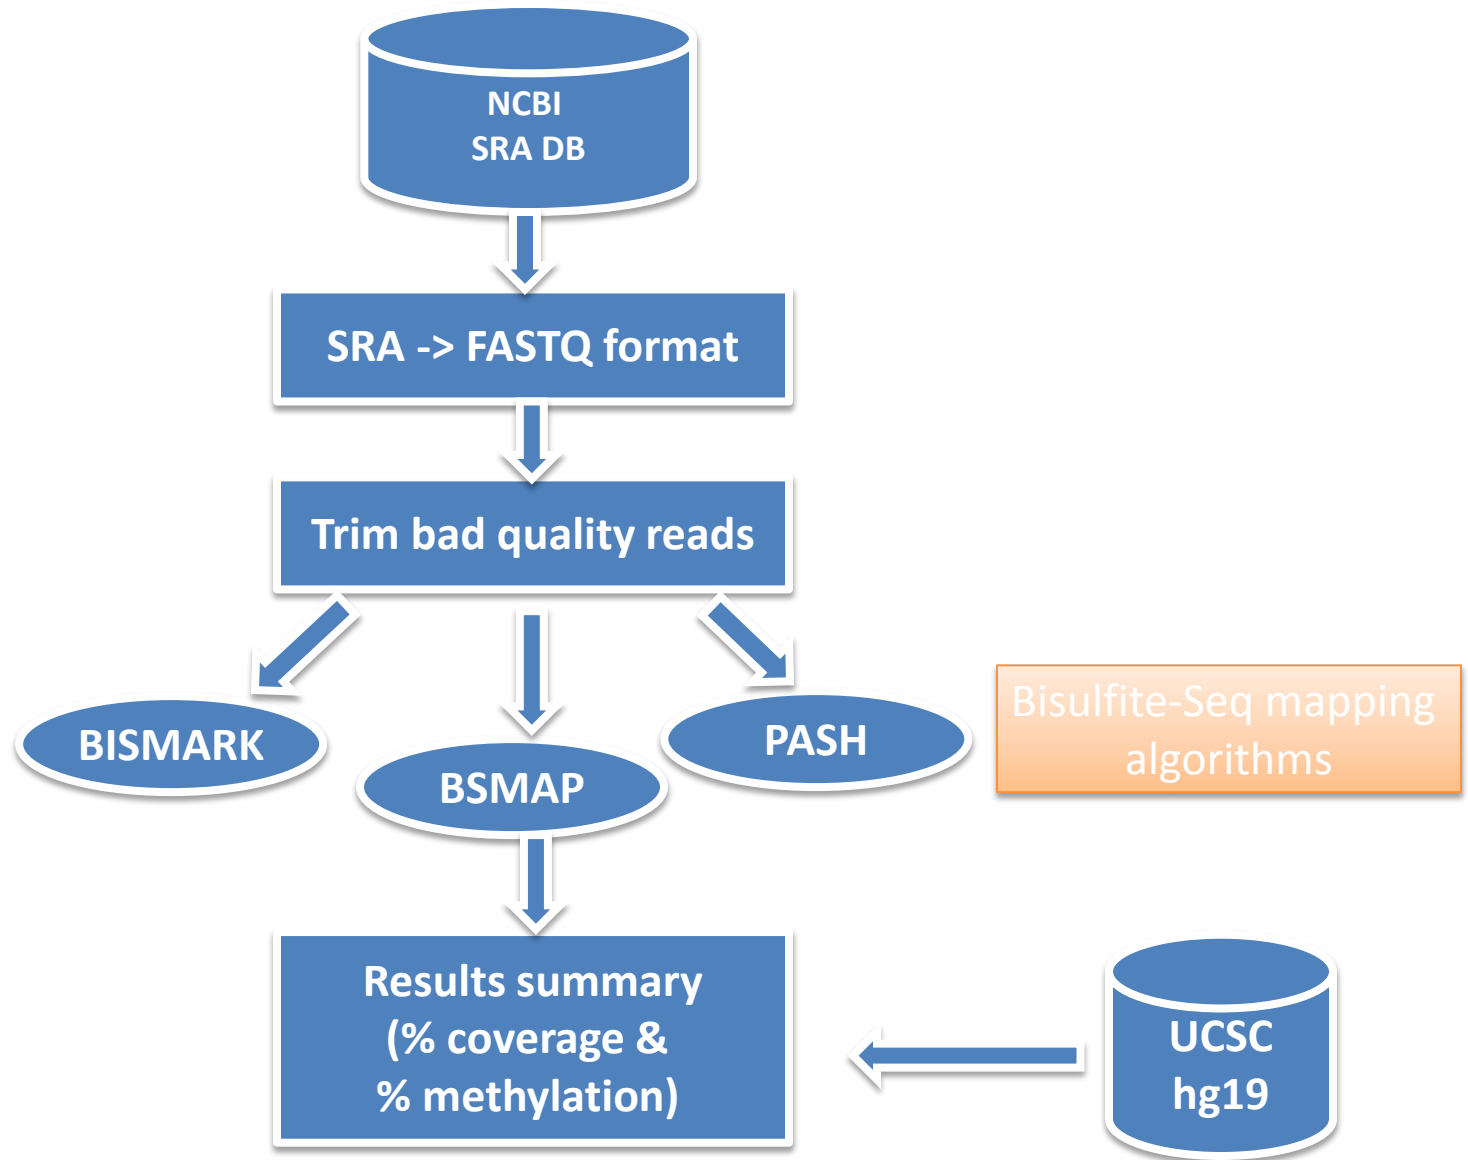 NCBI
SRA DB
SRA -> FASTQ format
Trim bad quality reads
BISMARK
BSMAP
PASH
Bisulfite-Seq mapping
algorithms
Results summary
(% coverage &
% methylation)
UCSC
hg19